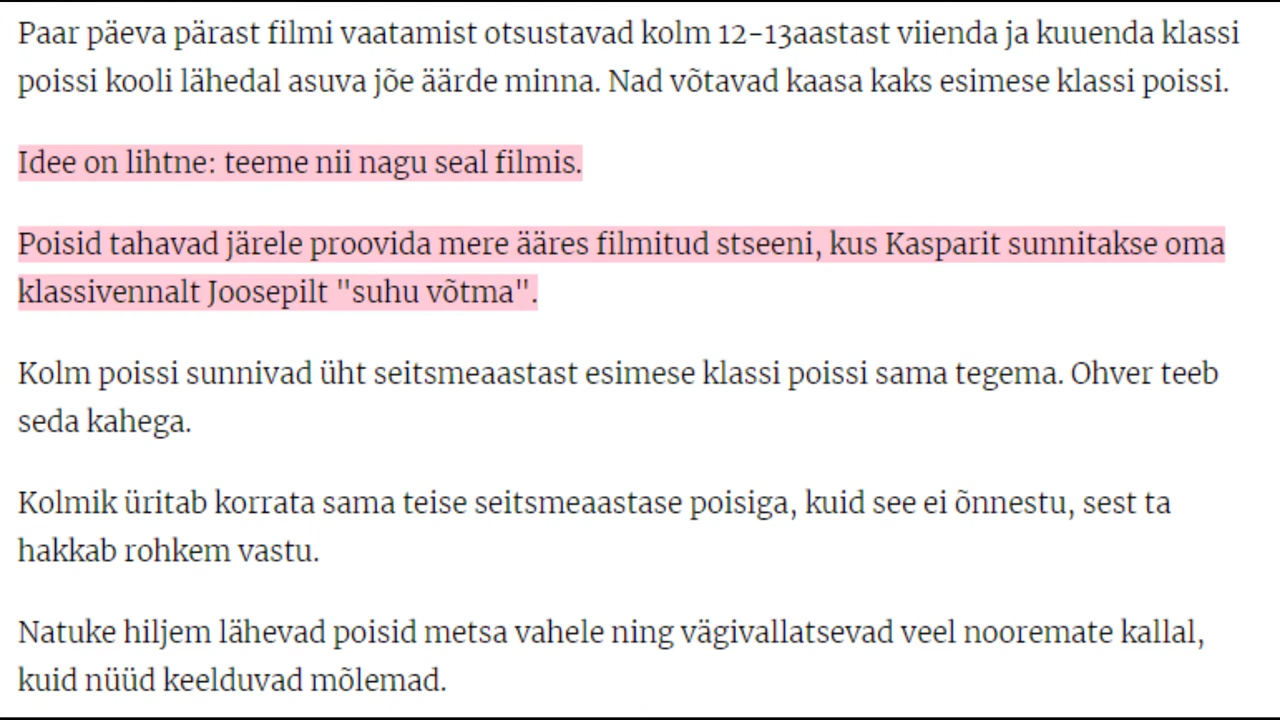 Paar päeva pärast filmi vaatamist otsustavad kolm 12-13aastast viienda ja kuuenda klassi
poissi kooli lähedal asuva jõe äärde minna. Nad võtavad kaasa kaks esimese klassi poissi.
Idee on lihtne: teeme nii nagu seal filmis.
Poisid tahavad järele proovida mere ääres filmitud stseeni, kus Kasparit sunnitakse oma
klassivennalt Joosepilt "suhu võtma".
Kolm poissi sunnivad üht seitsmeaastast esimese klassi poissi sama tegema. Ohver teeb
seda kahega.
Kolmik üritab korrata sama teise seitsmeaastase poisiga, kuid see ei õnnestu, sest ta
hakkab rohkem vastu.
Natuke hiljem lähevad poisid metsa vahele ning vägivallatsevad veel nooremate kallal,
kuid nüüd keelduvad mõlemad.